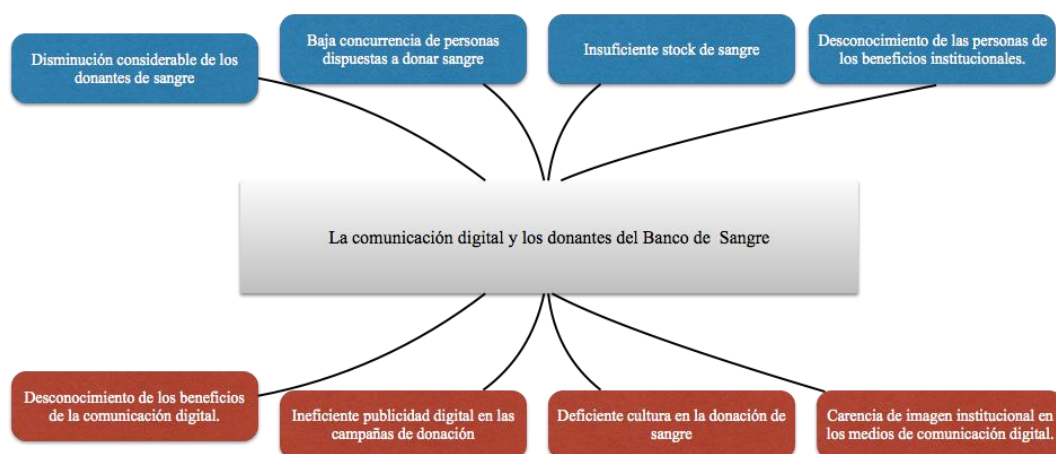 Disminución considerable de los
donantes de sangre
Baja concurrencia de personas
dispuestas a donar sangre
Insuficiente stock de sangre
Desconocimiento de las personas de
los beneficios institucionales.
La comunicación digital y los donantes del Banco de Sangre
Desconocimiento de los beneficios
de la comunicación digital.
Ineficiente publicidad digital en las
campañas de donación
Deficiente cultura en la donación de
sangre
Carencia de imagen institucional en
los medios de comunicación digital.